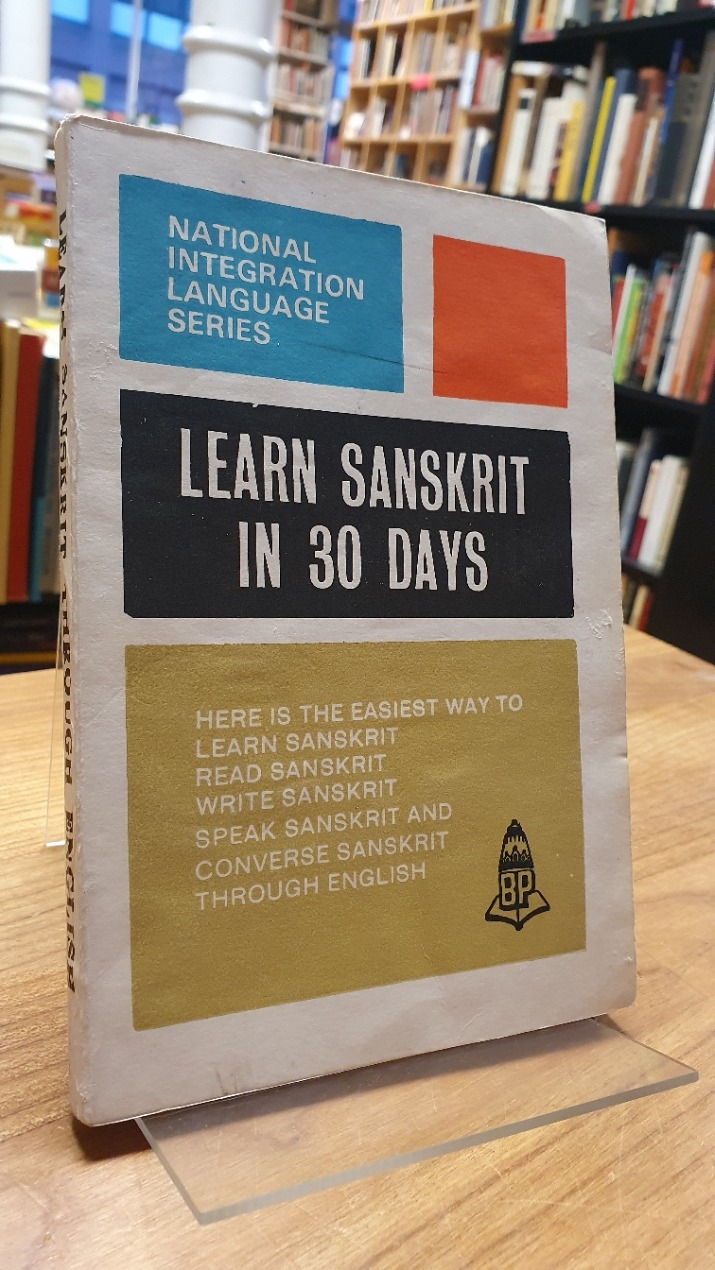 NATIONAL
INTEGRATION
LANGUAGE
SERIES
LEARN SANSKRIT
IN 30 DAYS
HERE IS THE EASIEST WAY TO
LEARN SANSKRIT
READ SANSKRIT
WRITE SANSKRIT
SPEAK SANSKRIT AND
CONVERSE SANSKRIT
THROUGH ENGLISH
BP
LEARN SANSKRIT THROUGH ENGLISH